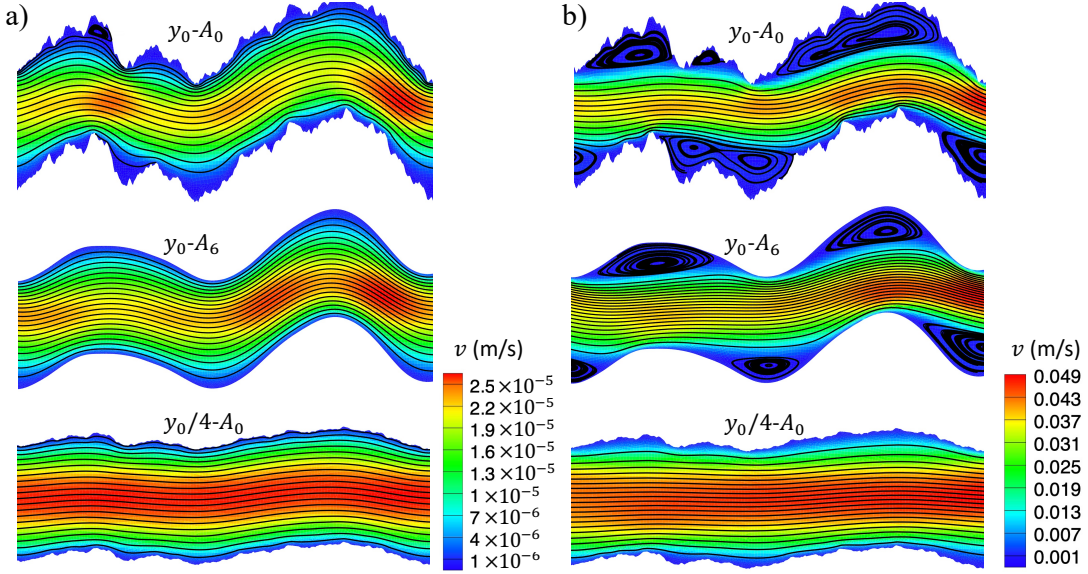 a)
y₀-A₀
y₀-A₆
y₀/4-A₀
v (m/s)
2.5×10⁻⁵
2.2×10⁻⁵
1.9×10⁻⁵
1.6×10⁻⁵
1.3×10⁻⁵
1×10⁻⁵
7×10⁻⁶
4×10⁻⁶
1×10⁻⁶
b)
y₀-A₀
y₀-A₆
y₀/4-A₀
v (m/s)
0.049
0.043
0.037
0.031
0.025
0.019
0.013
0.007
0.001